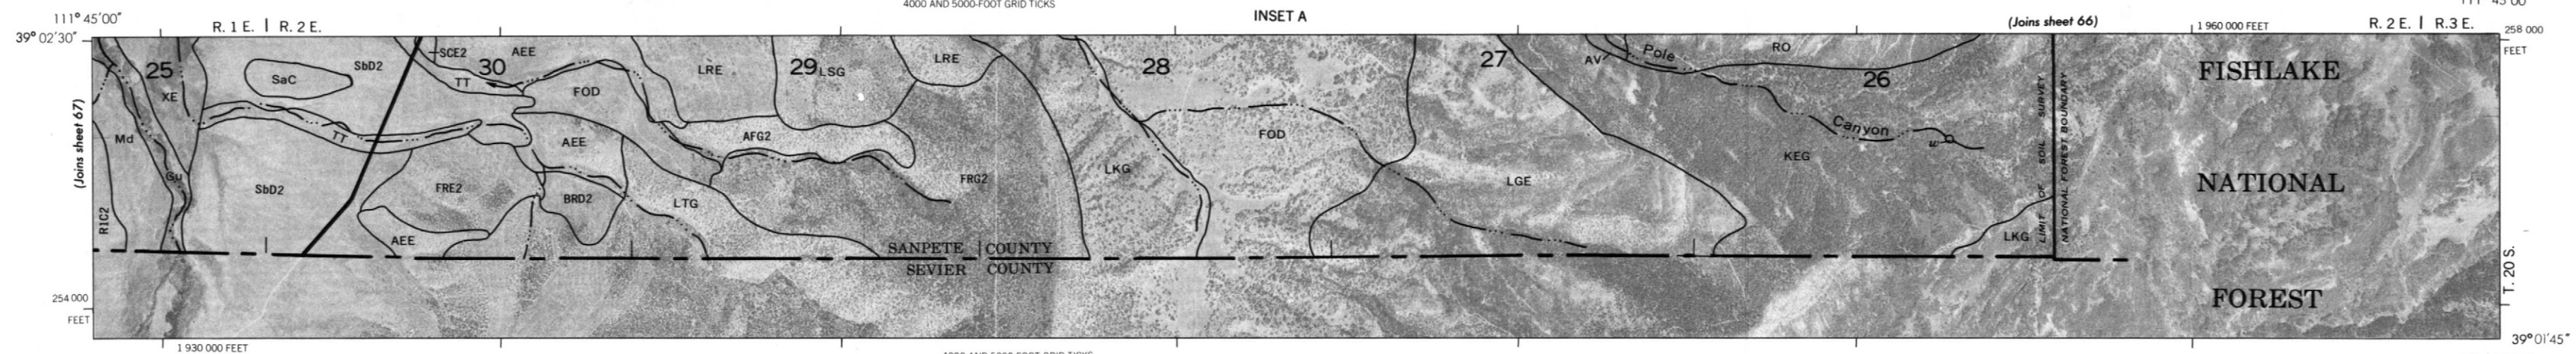 4000 AND 5000-FOOT GRID TICKS
111° 45′00″
R. 1 E. | R. 2 E.
INSET A
(Joins sheet 66)
1 960 000 FEET
R. 2 E. | R.3 E.
39° 02′30″
258 000
FEET
SCE2
AEE
Pole
RO
25
SaC
SbD2
30
TT
LRE
29
LSG
LRE
28
27
AV
26
FISHLAKE
XE
FOD
(Joins sheet 67)
Md
TT
AEE
AFG2
FOD
Canyon
LIMIT OF SOIL SURVEY
NATIONAL FOREST BOUNDARY
KEG
Gu
SbD2
FRE2
BRD2
LTG
FRG2
LKG
LGE
NATIONAL
R1C2
AEE
LKG
SANPETE | COUNTY
SEVIER COUNTY
T. 20 S.
254 000
FEET
FOREST
1 930 000 FEET
39° 01′45″